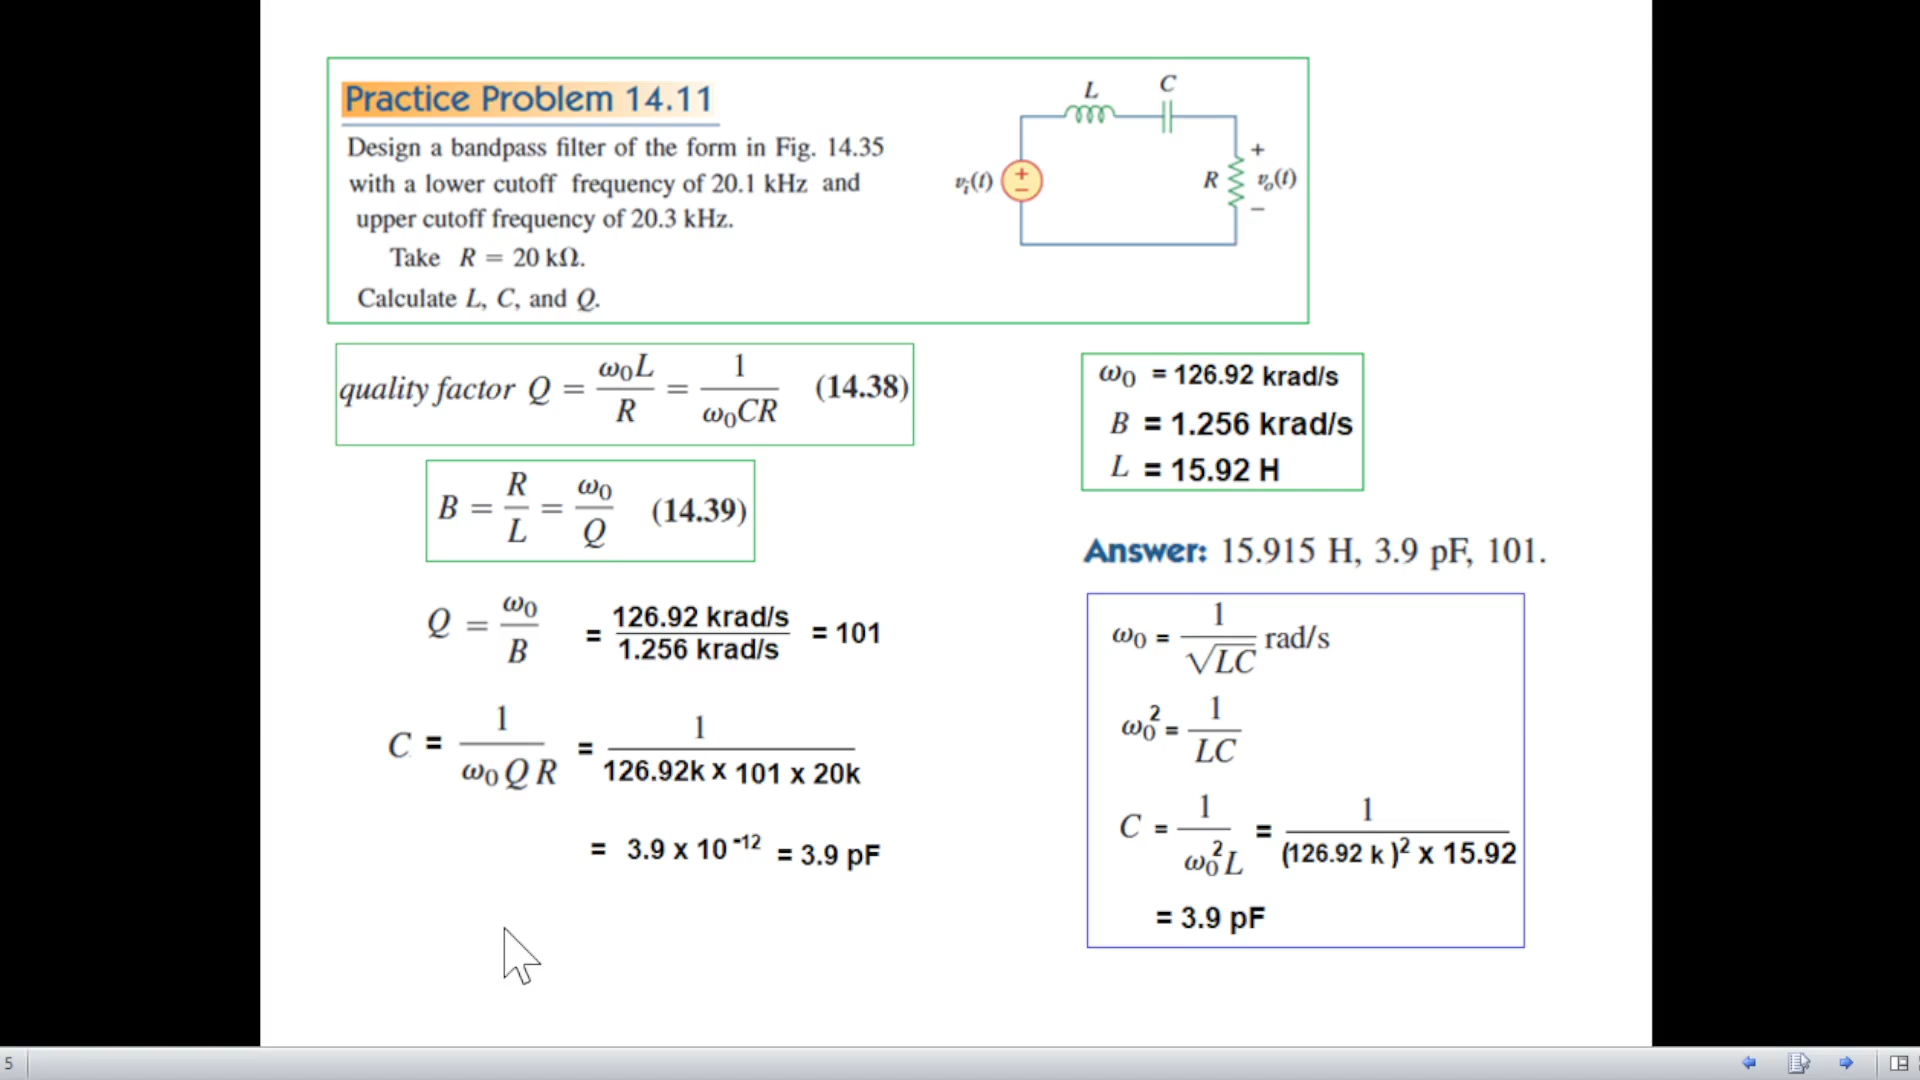 Practice Problem 14.11
Design a bandpass filter of the form in Fig. 14.35
with a lower cutoff frequency of 20.1 kHz and
upper cutoff frequency of 20.3 kHz.
Take R = 20 kΩ.
Calculate L, C, and Q.
L C
vᵢ(t) + − R + vₒ(t) −
quality factor Q = ω₀L / R = 1 / ω₀CR (14.38)
B = R / L = ω₀ / Q (14.39)
Q = ω₀ / B = 126.92 krad/s / 1.256 krad/s = 101
C = 1 / ω₀ Q R = 1 / 126.92k x 101 x 20k
= 3.9 x 10⁻¹² = 3.9 pF
ω₀ = 126.92 krad/s
B = 1.256 krad/s
L = 15.92 H
Answer: 15.915 H, 3.9 pF, 101.
ω₀ = 1 / √LC rad/s
ω₀² = 1 / LC
C = 1 / ω₀²L = 1 / (126.92 k )² x 15.92
= 3.9 pF
5